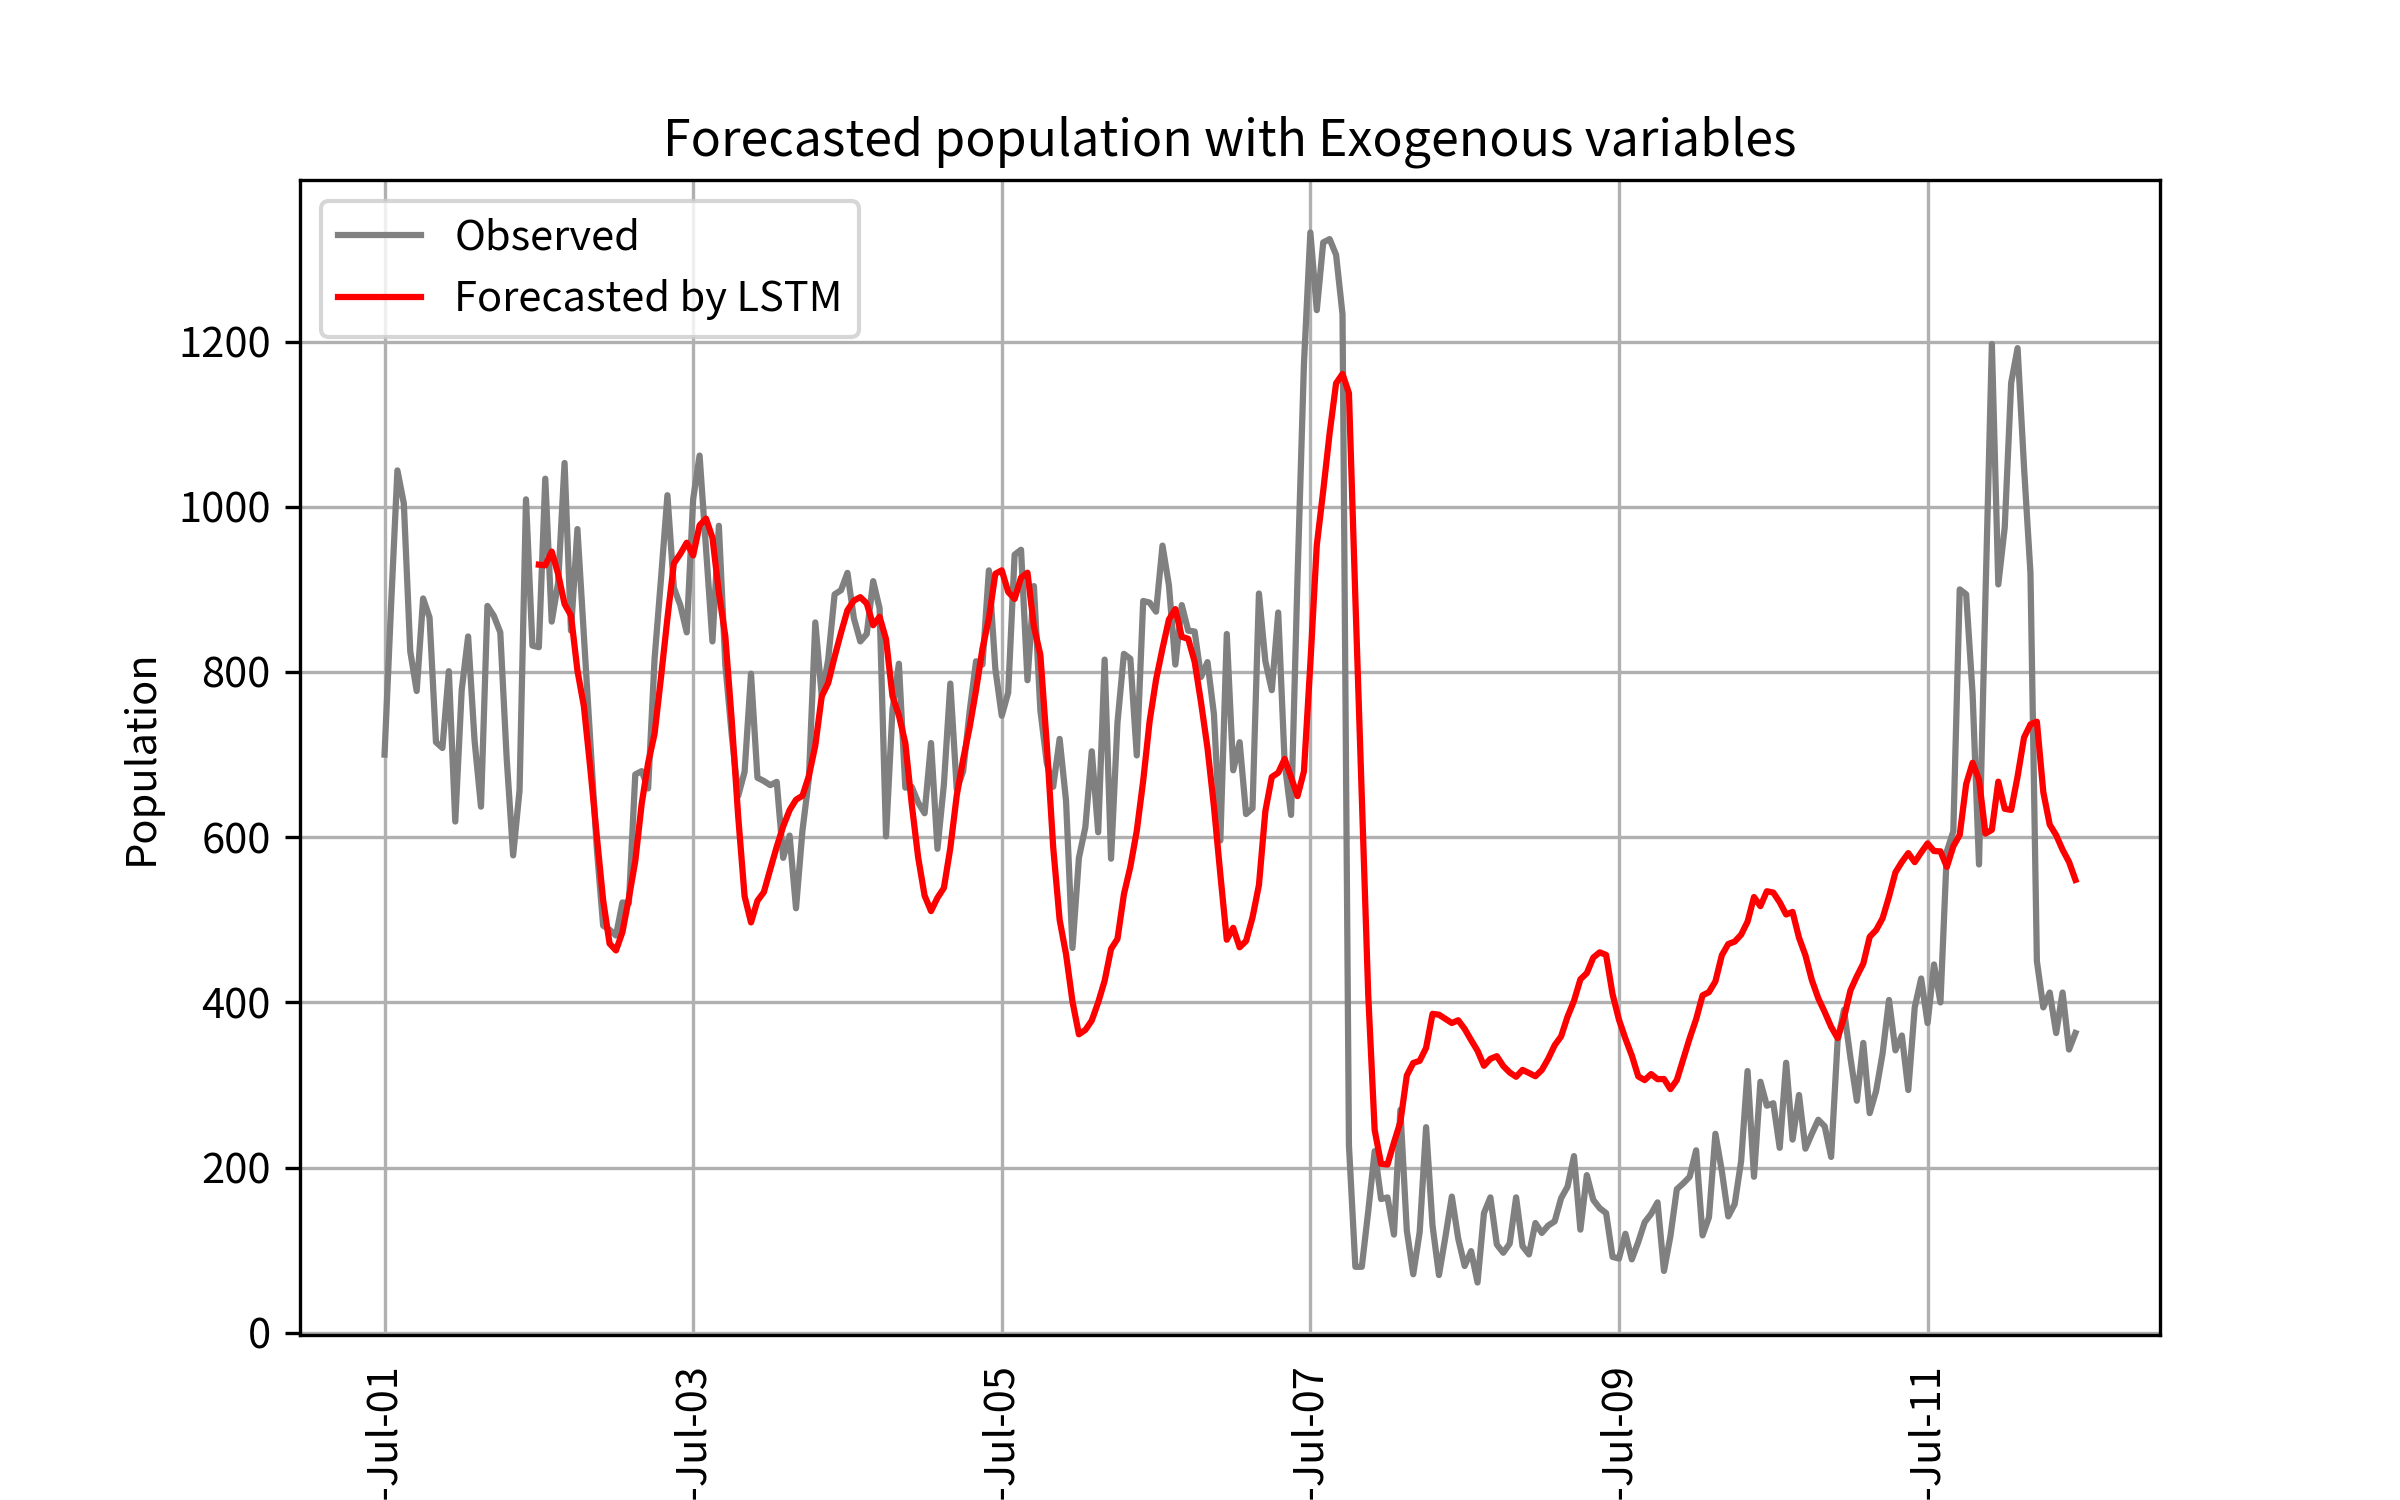 Forecasted population with Exogenous variables
Observed
Forecasted by LSTM
Population
1200
1000
800
600
400
200
0
-Jul-01
-Jul-03
-Jul-05
-Jul-07
-Jul-09
-Jul-11